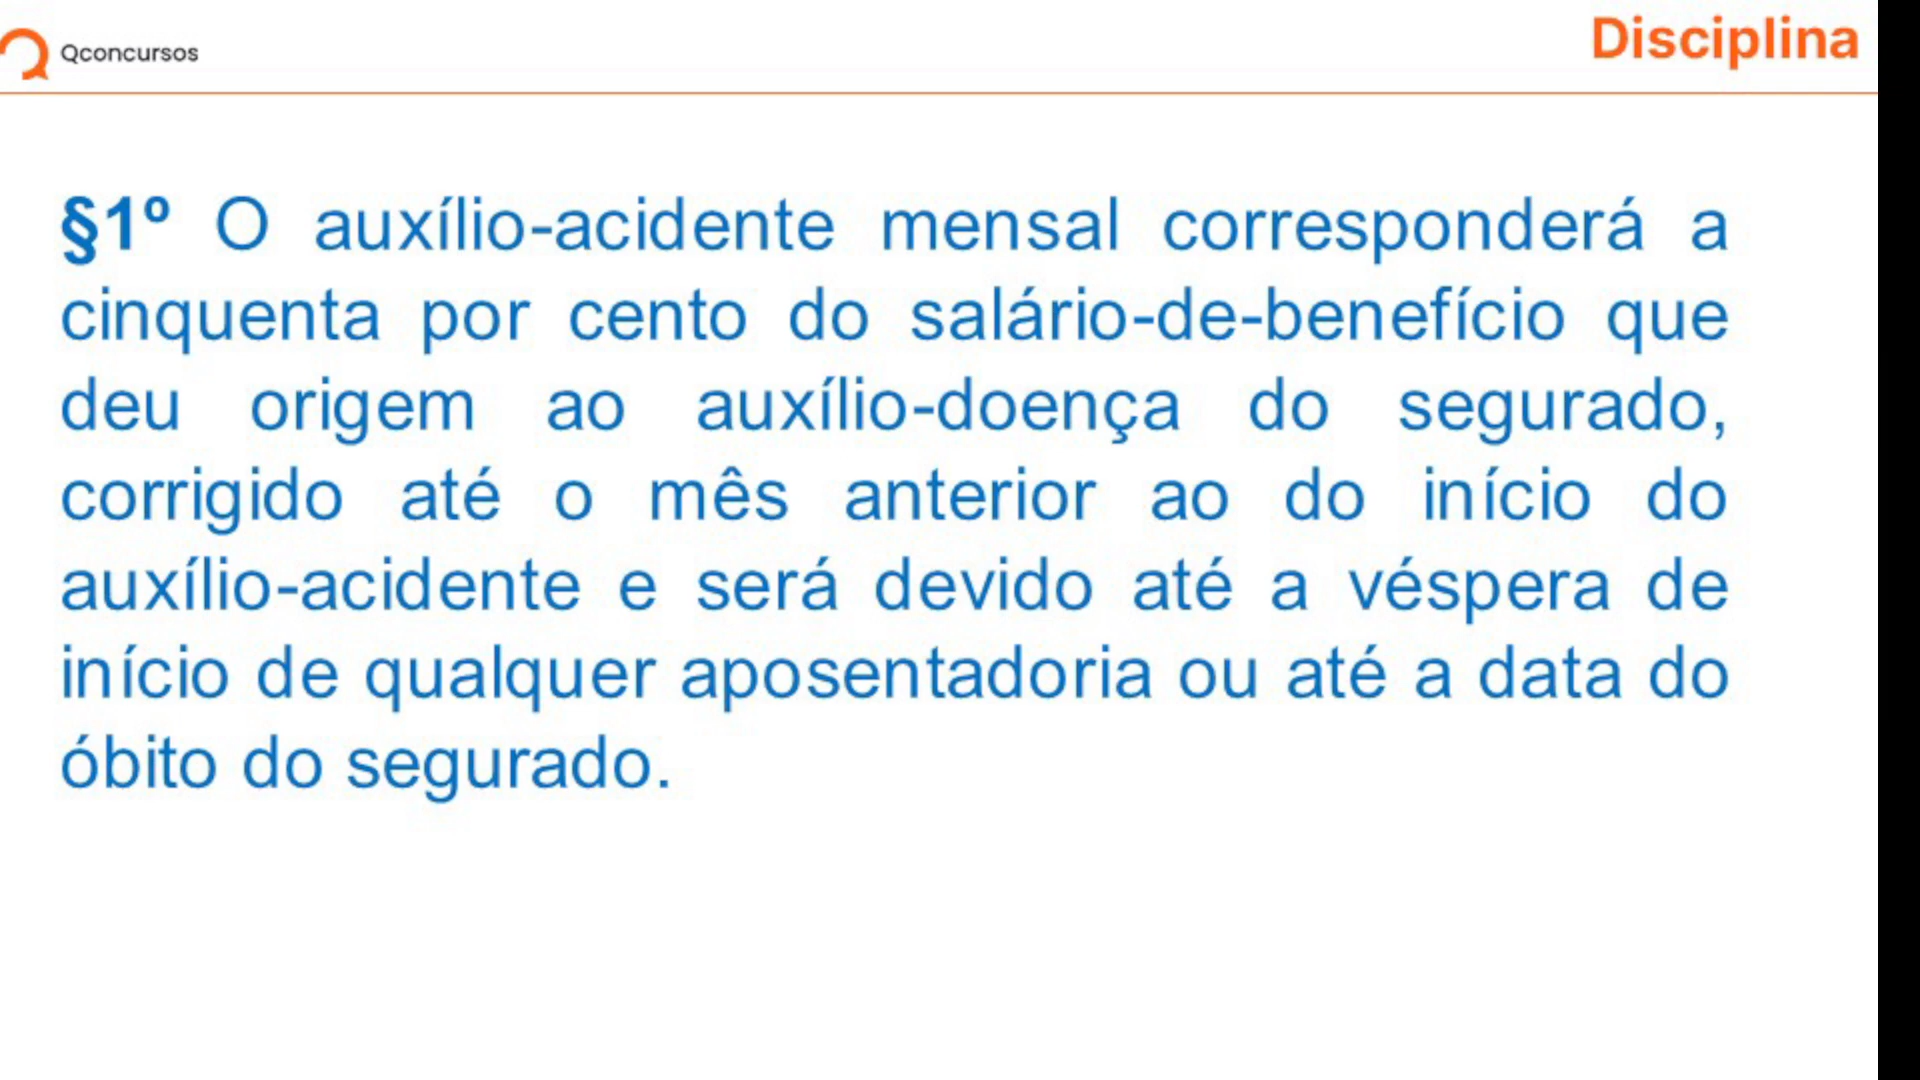 Qconcursos
Disciplina
§1º O auxílio-acidente mensal corresponderá a
cinquenta por cento do salário-de-benefício que
deu origem ao auxílio-doença do segurado,
corrigido até o mês anterior ao do início do
auxílio-acidente e será devido até a véspera de
início de qualquer aposentadoria ou até a data do
óbito do segurado.